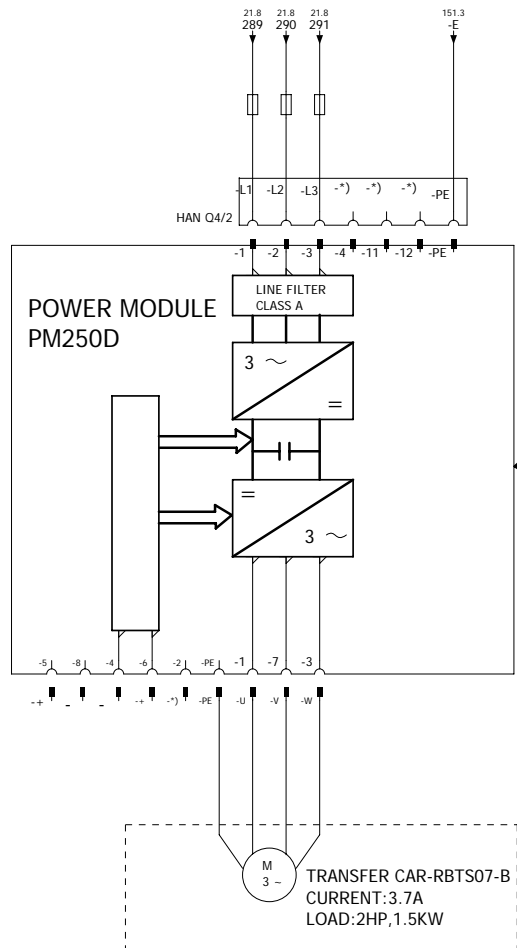 21.8 21.8 21.8 151.3
289 290 291 -E
-L1 -L2 -L3 -*) -*) -*) -PE
HAN Q4/2
-1 -2 -3 -4 -11 -12 -PE
LINE FILTER
CLASS A
POWER MODULE
PM250D
3 ~
=
=
3 ~
-5 -8 -4 -6 -2 -PE -1 -7 -3
-+ - - -+ -*) -PE -U -V -W
M
3 ~
TRANSFER CAR-RBTS07-B
CURRENT:3.7A
LOAD:2HP,1.5KW